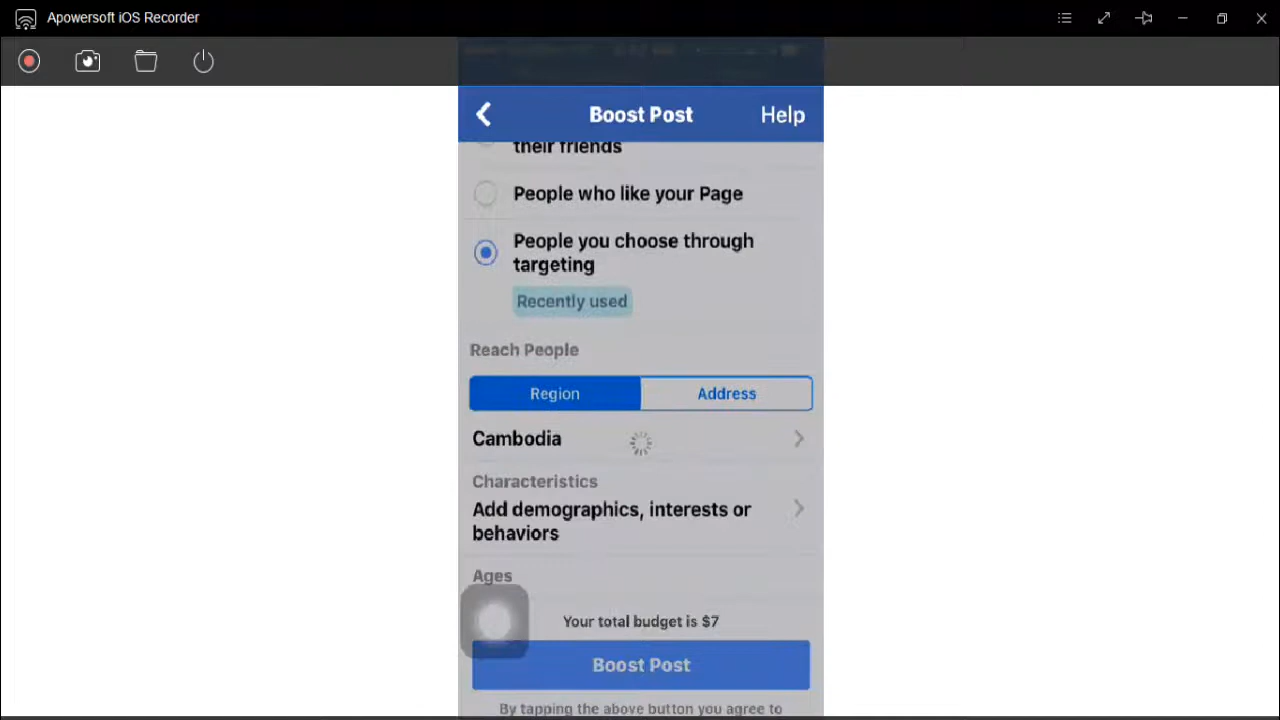 Apowersoft iOS Recorder
Boost Post
Help
their friends
People who like your Page
People you choose through
targeting
Recently used
Reach People
Region
Address
Cambodia
Characteristics
Add demographics, interests or
behaviors
Ages
Your total budget is $7
Boost Post
By tapping the above button you agree to